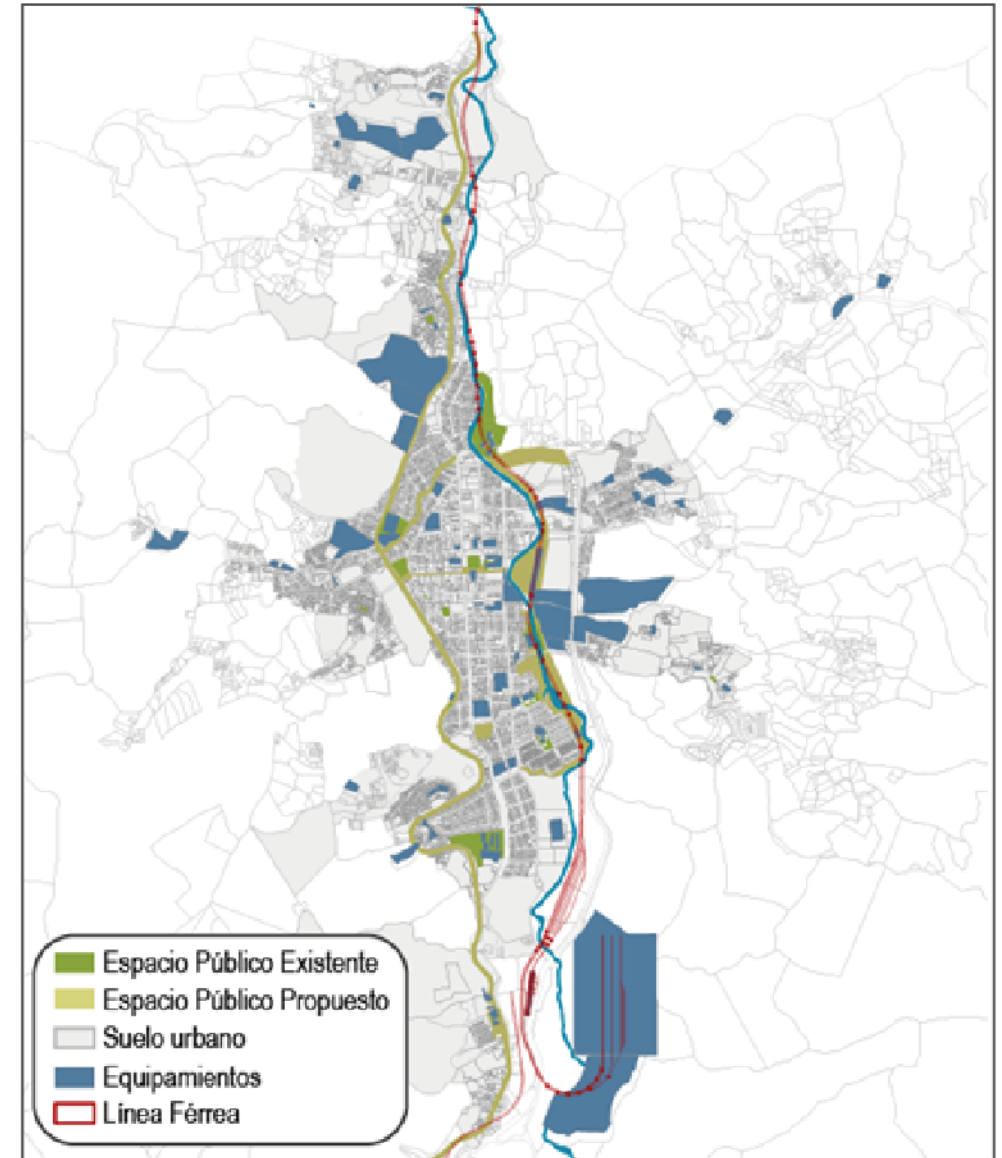 Espacio Público Existente
Espacio Público Propuesto
Suelo urbano
Equipamientos
Línea Férrea